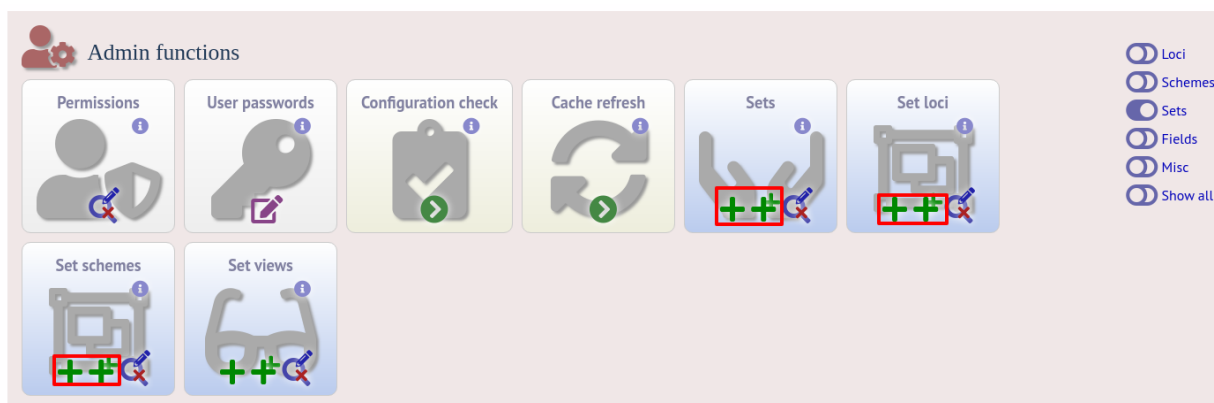 Admin functions
Permissions
User passwords
Configuration check
Cache refresh
Sets
Set loci
Set schemes
Set views
Loci
Schemes
Sets
Fields
Misc
Show all